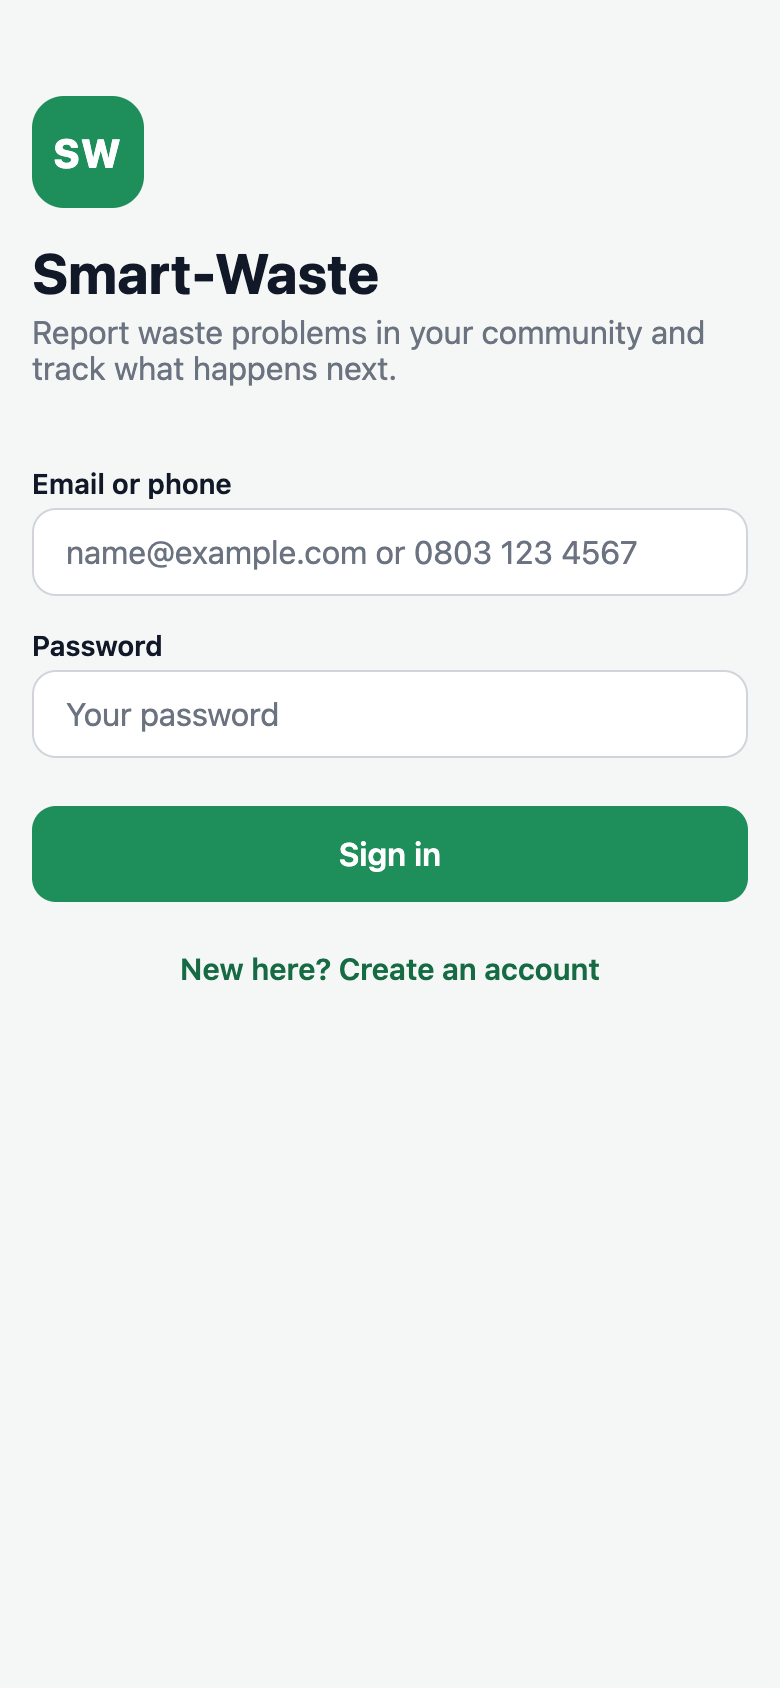 SW
Smart-Waste
Report waste problems in your community and
track what happens next.
Email or phone
name@example.com or 0803 123 4567
Password
Your password
Sign in
New here? Create an account